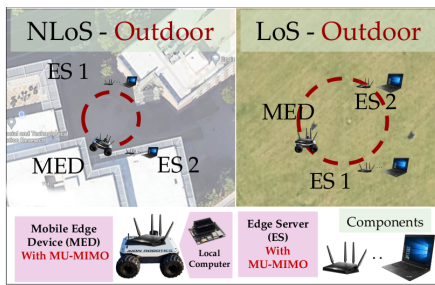 NLoS - Outdoor
ES 1
MED
ES 2
LoS - Outdoor
ES 2
MED
ES 1
Mobile Edge
Device (MED)
With MU-MIMO
Local
Computer
Edge Server
(ES)
With
MU-MIMO
Components